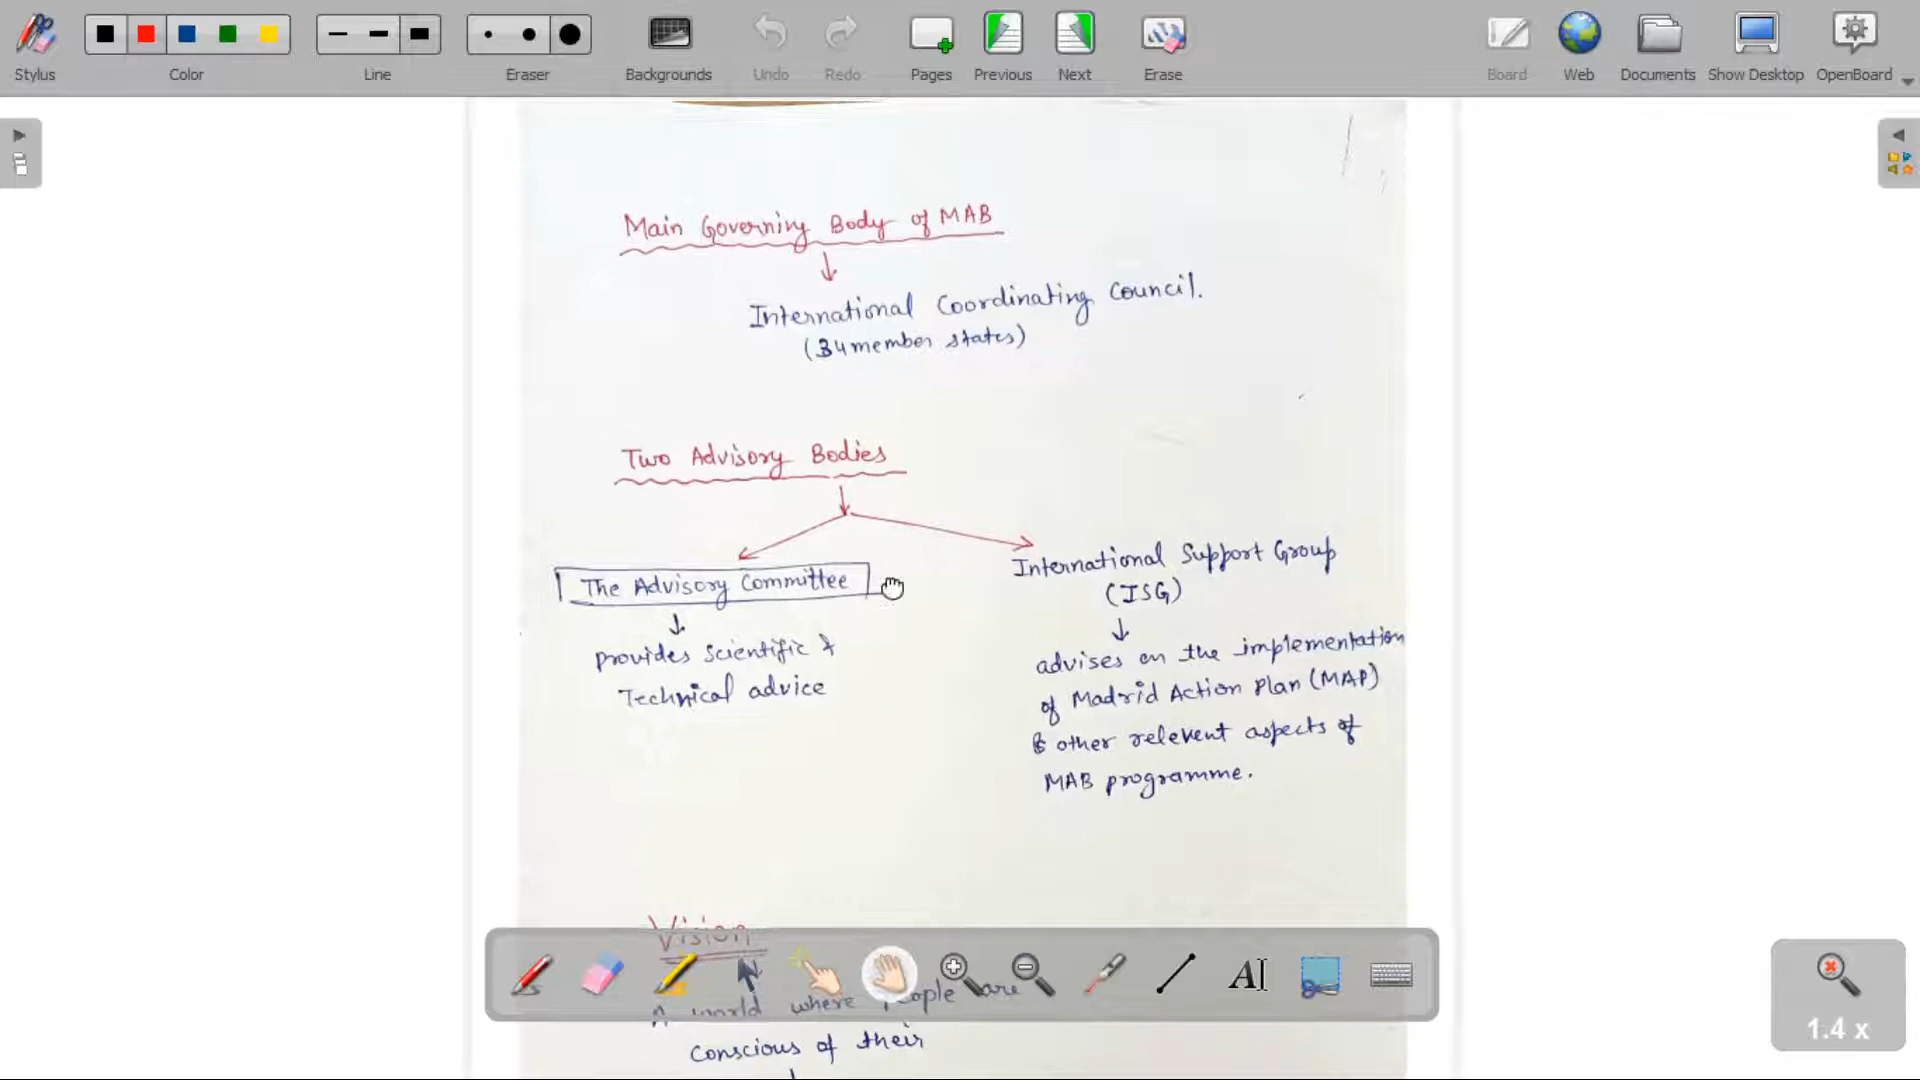 Stylus
Color
Line
Eraser
Backgrounds
Undo
Redo
Pages
Previous
Next
Erase
Board
Web
Documents
Show Desktop
OpenBoard
Main Governing Body of MAB
International Coordinating Council.
(34 member states)
Two Advisory Bodies
The Advisory Committee
provides Scientific &
Technical advice
International Support Group
(ISG)
advises on the implementation
of Madrid Action Plan (MAP)
& other relevent aspects of
MAB programme.
Vision
A world where people are
conscious of their
1.4 x